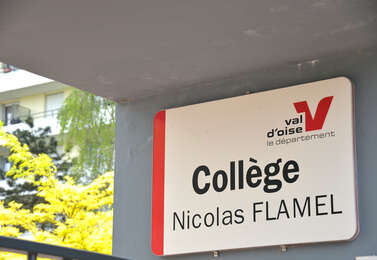 val
d'oise
le département
Collège
Nicolas FLAMEL